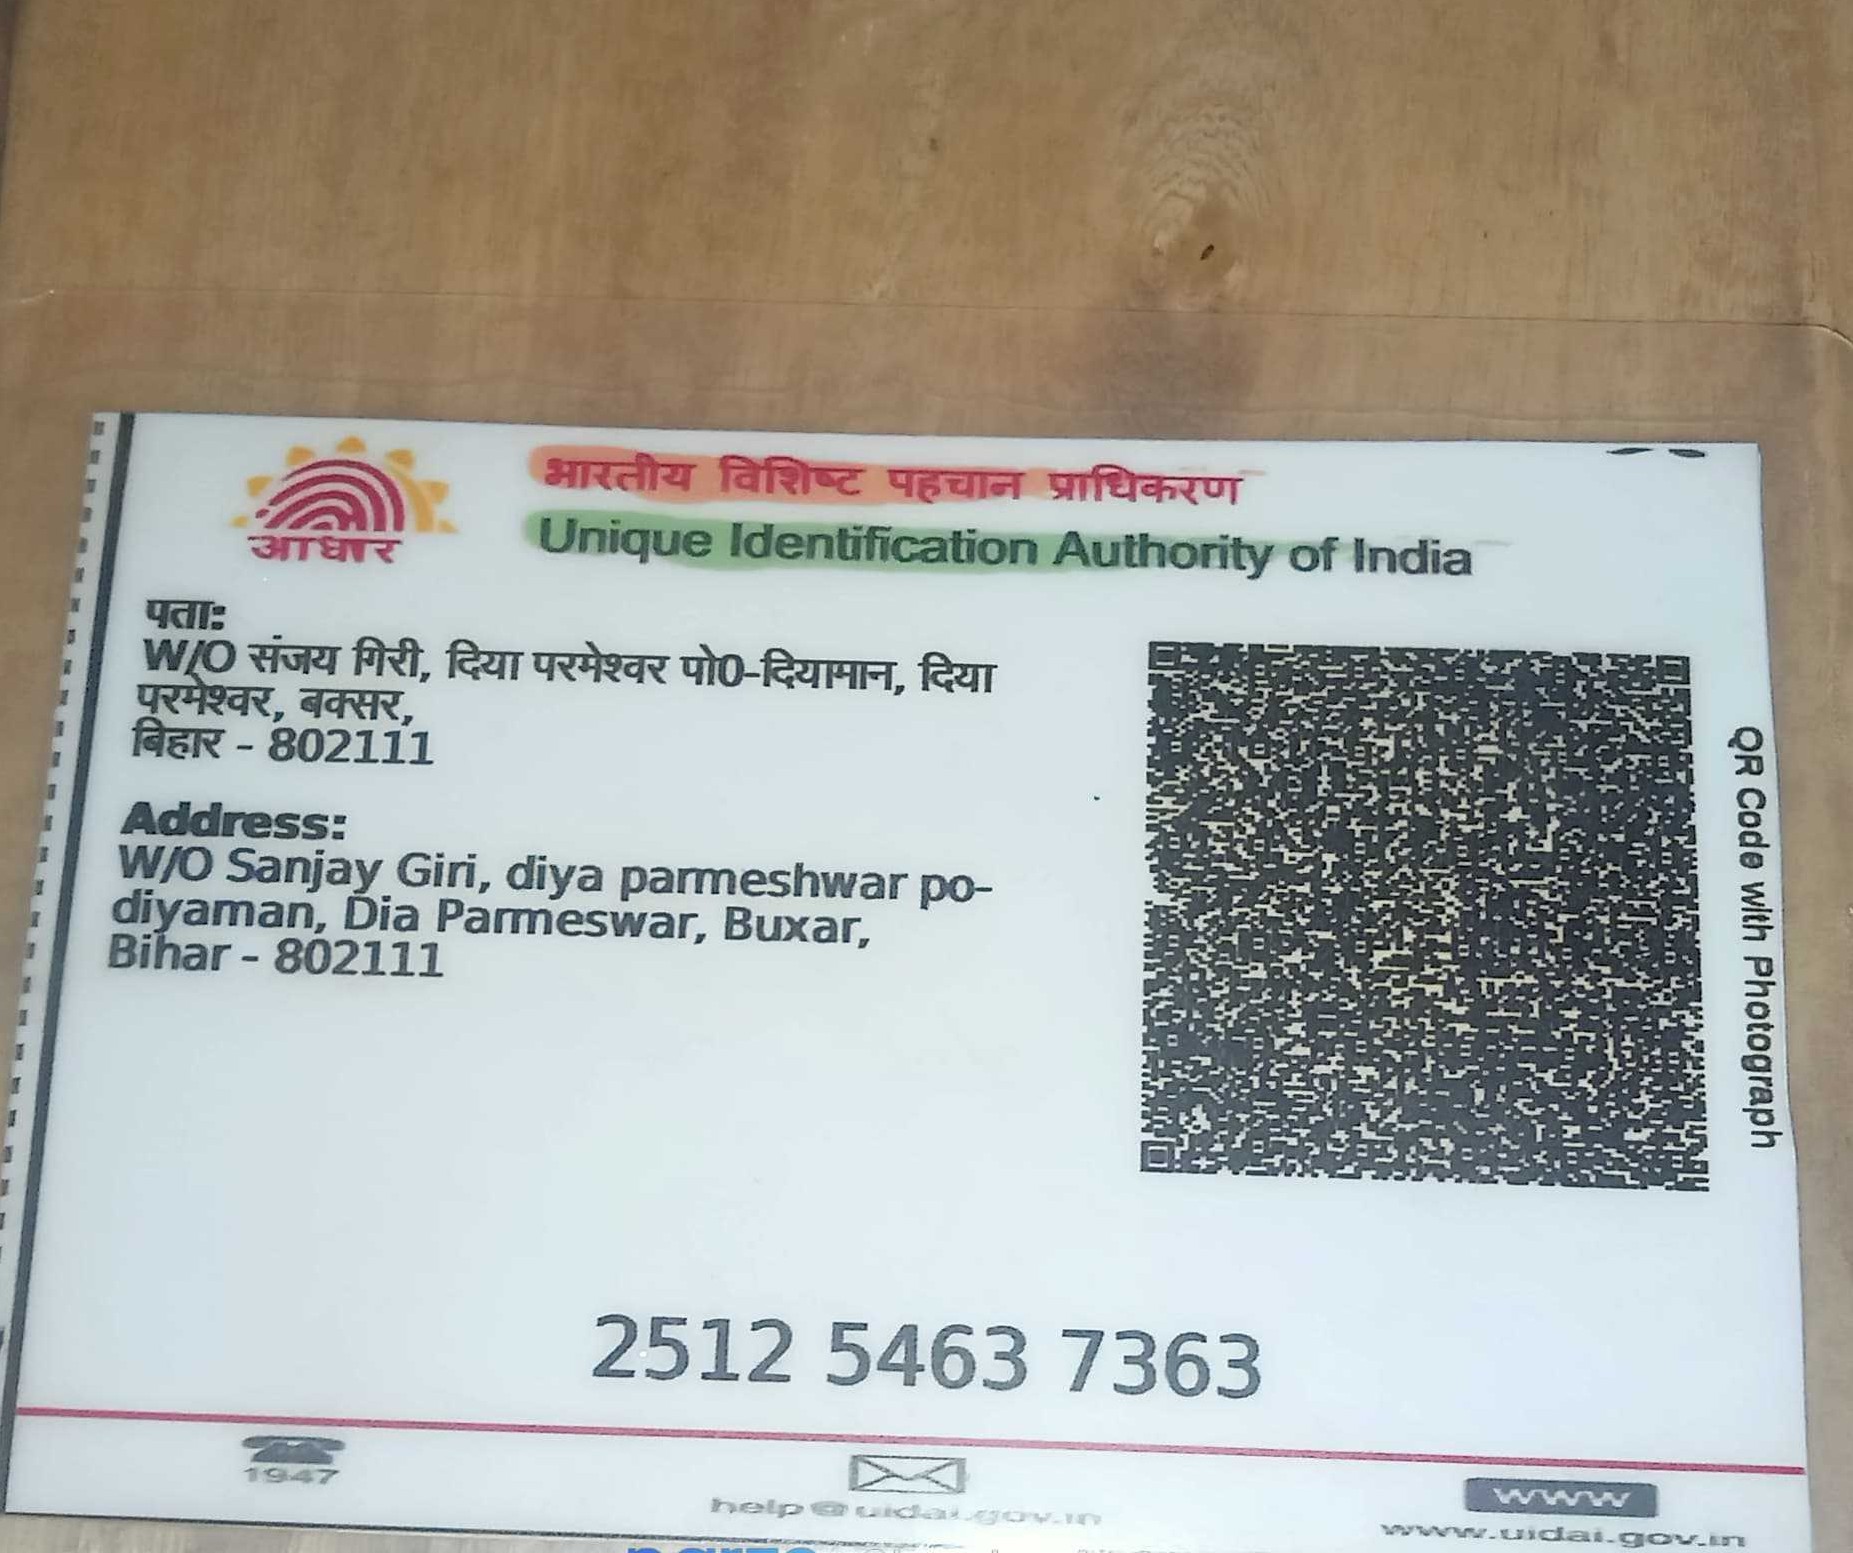 आधार
भारतीय विशिष्ट पहचान प्राधिकरण
Unique Identification Authority of India
पता:
W/O संजय गिरी, दिया परमेश्वर पो0-दियामान, दिया
परमेश्वर, बक्सर,
बिहार - 802111
Address:
W/O Sanjay Giri, diya parmeshwar po-
diyaman, Dia Parmeswar, Buxar,
Bihar - 802111
QR Code with Photograph
2512 5463 7363
1947
help@uidai.gov.in
www
www.uidai.gov.in